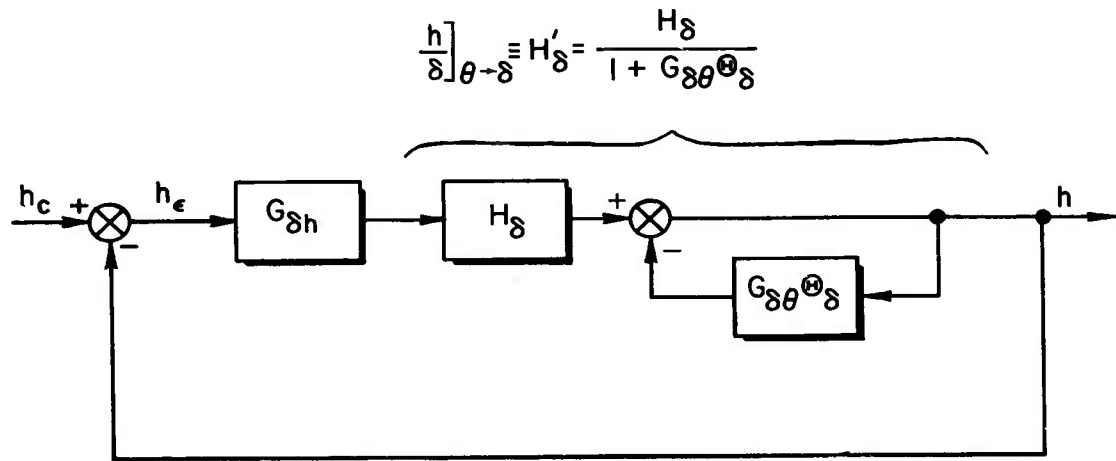 h/δ]θ→δ ≡ H′δ = Hδ / 1 + GδθΘδ
hc + hϵ Gδh Hδ + h
− −
GδθΘδ